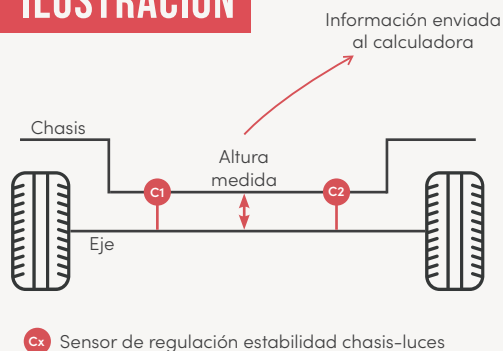 ILUSTRACIÓN
Información enviada
al calculadora
Chasis
Altura
medida
C1
C2
Eje
Cx Sensor de regulación estabilidad chasis-luces